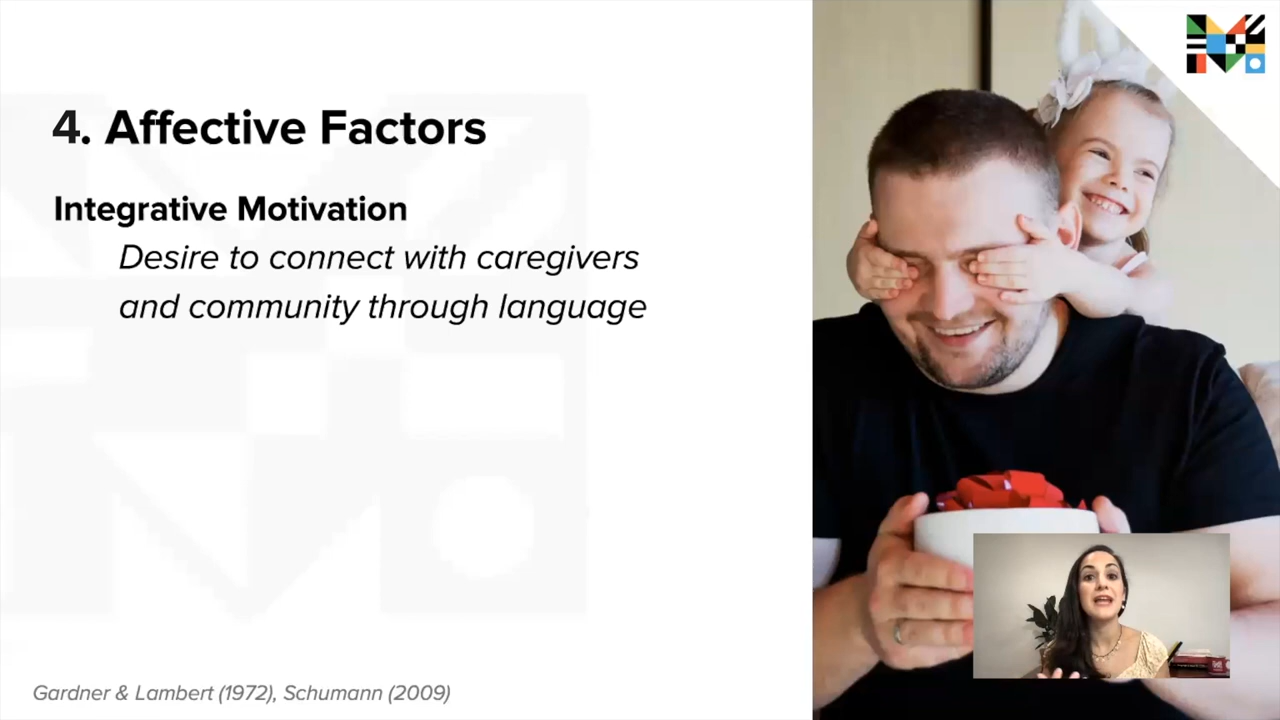 4. Affective Factors
Integrative Motivation
Desire to connect with caregivers
and community through language
Gardner & Lambert (1972), Schumann (2009)